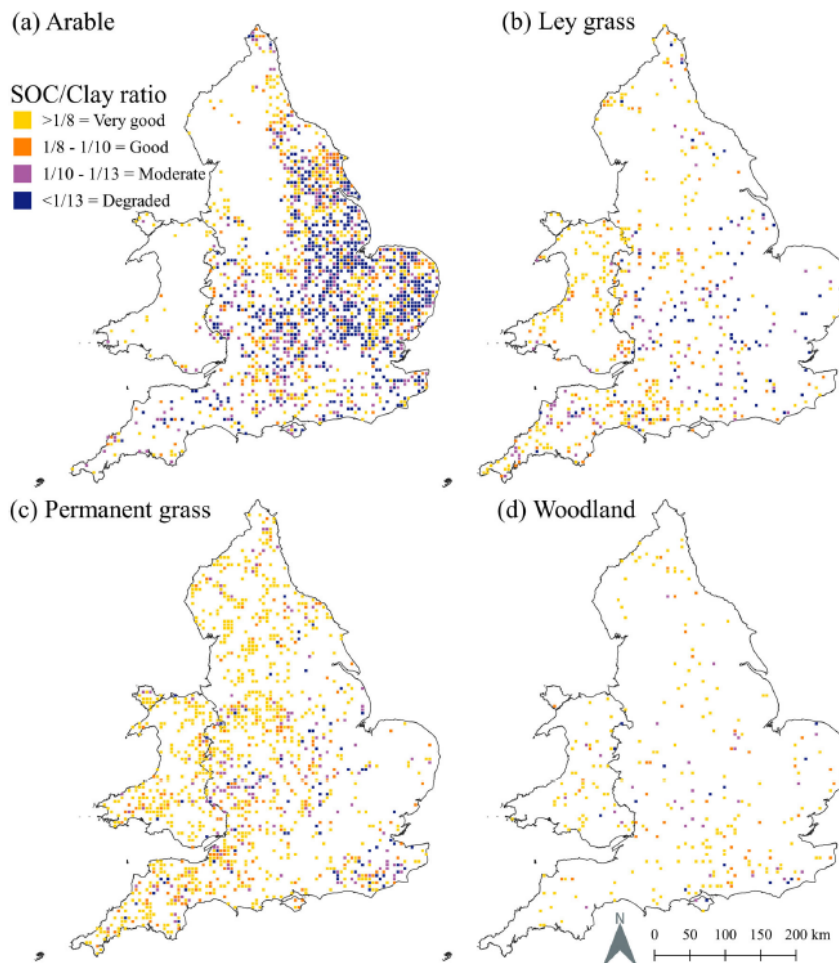 (a) Arable
(b) Ley grass
SOC/Clay ratio
>1/8 = Very good
1/8 - 1/10 = Good
1/10 - 1/13 = Moderate
<1/13 = Degraded
(c) Permanent grass
(d) Woodland
N
0 50 100 150 200 km